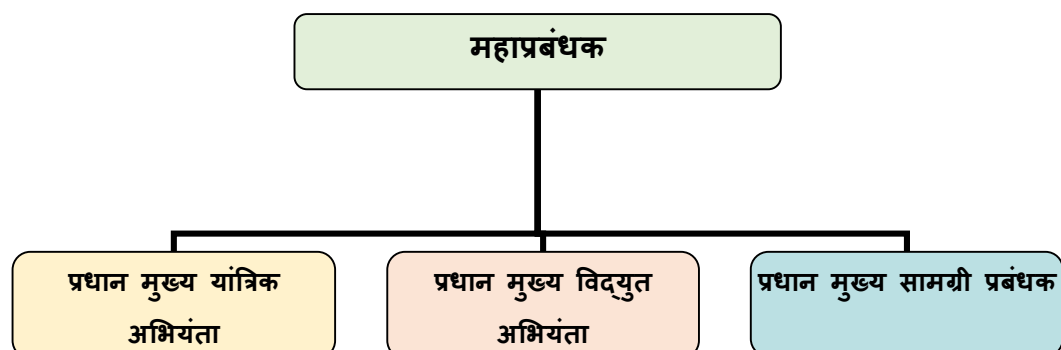 महाप्रबंधक
प्रधान मुख्य यांत्रिक
अभियंता
प्रधान मुख्य विद्‌युत
अभियंता
प्रधान मुख्य सामग्री प्रबंधक